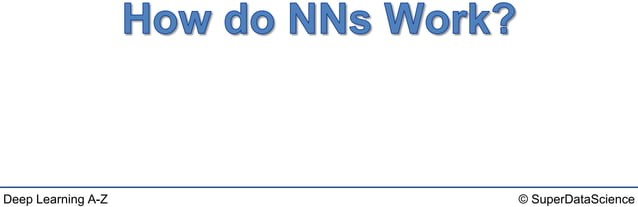 How do NNs Work?
Deep Learning A-Z
© SuperDataScience